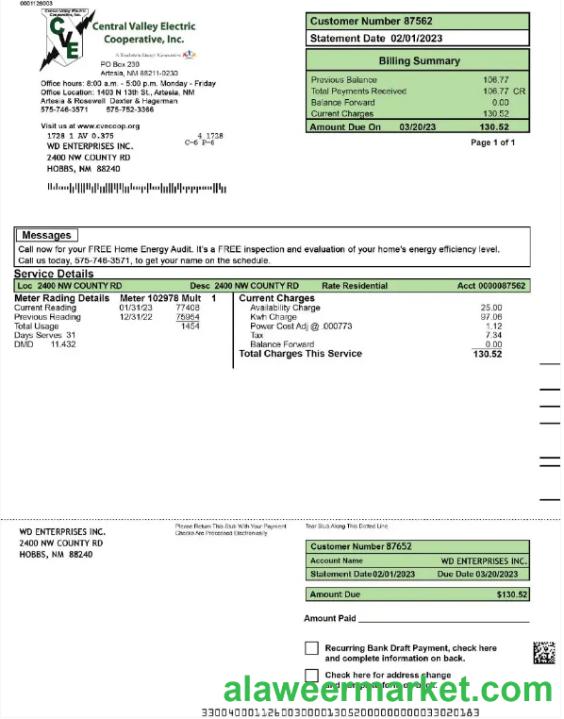 0001126003
Central Valley Electric
Cooperative, Inc.
CVE
Central Valley Electric
Cooperative, Inc.
A Touchstone Energy Cooperative
PO Box 230
Artesia, NM 88211-0230
Office hours: 8:00 a.m. - 5:00 p.m. Monday - Friday
Office Location: 1403 N 13th St., Artesia, NM
Artesia & Roswell Dexter & Hagerman
575-746-3571 575-752-3366
Visit us at www.cvecoop.org
1728 1 AV 0.375 4 1728
WD ENTERPRISES INC. C-6 P-6
2400 NW COUNTY RD
HOBBS, NM 88240
Customer Number 87562
Statement Date 02/01/2023
Billing Summary
Previous Balance 106.77
Total Payments Received 106.77 CR
Balance Forward 0.00
Current Charges 130.52
Amount Due On 03/20/23 130.52
Page 1 of 1
Messages
Call now for your FREE Home Energy Audit. It's a FREE inspection and evaluation of your home's energy efficiency level.
Call us today, 575-746-3571, to get your name on the schedule.
Service Details
Loc 2400 NW COUNTY RD Desc 2400 NW COUNTY RD Rate Residential Acct 0000087562
Meter Rading Details Meter 102978 Mult 1
Current Reading 01/31/23 77408
Previous Reading 12/31/22 75954
Total Usage 1454
Days Serves 31
DMD 11.432
Current Charges
Availability Charge 25.00
Kwh Charge 97.06
Power Cost Adj @ .000773 1.12
Tax 7.34
Balance Forward 0.00
Total Charges This Service 130.52
Please Return This Stub With Your Payment Tear Stub Along This Dotted Line
Checks Are Processed Electronically
WD ENTERPRISES INC.
2400 NW COUNTY RD
HOBBS, NM 88240
Customer Number 87652
Account Name WD ENTERPRISES INC.
Statement Date 02/01/2023 Due Date 03/20/2023
Amount Due $130.52
Amount Paid
Recurring Bank Draft Payment, check here
and complete information on back.
Check here for address change
alaweermarket.com